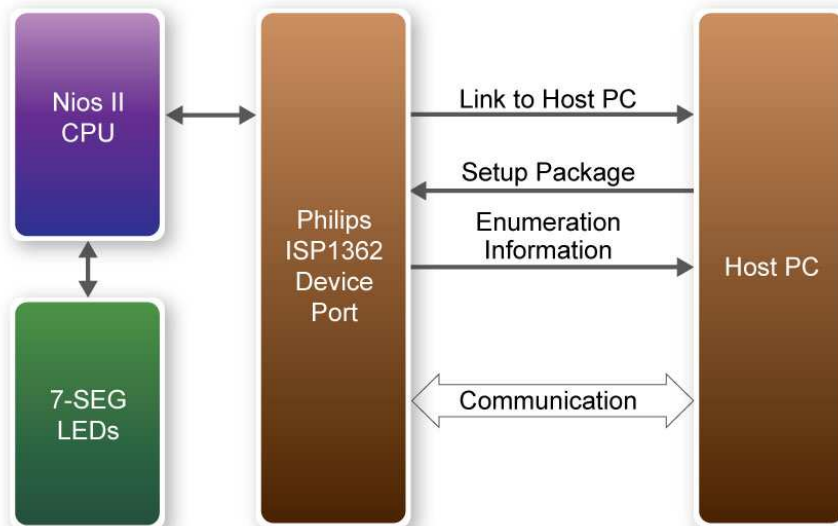 Nios II
CPU
7-SEG
LEDs
Philips
ISP1362
Device
Port
Link to Host PC
Setup Package
Enumeration
Information
Communication
Host PC